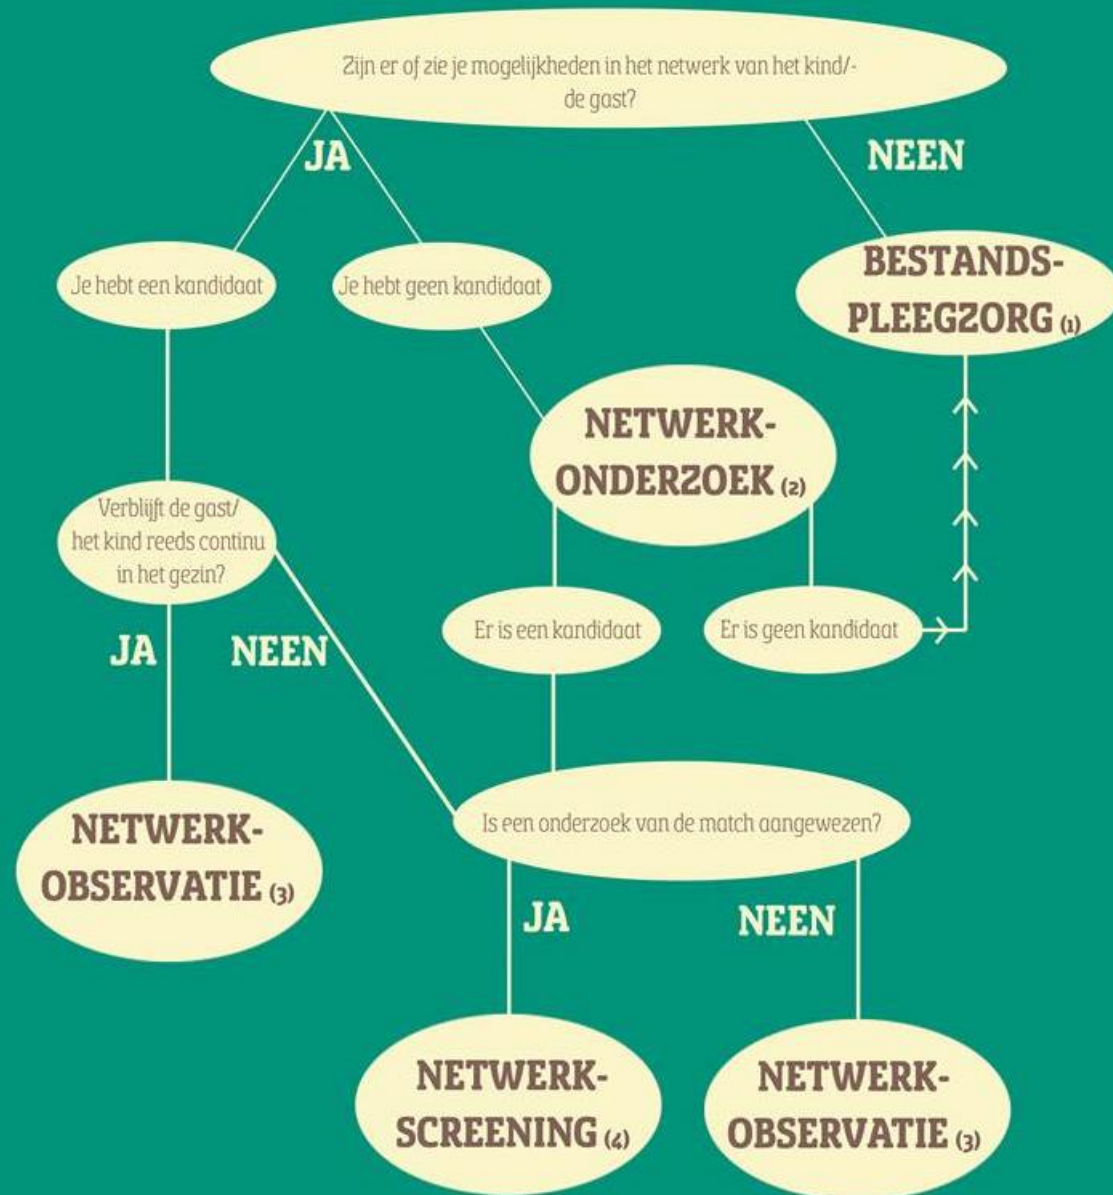 Zijn er of zie je mogelijkheden in het netwerk van het kind/-
de gast?
JA
NEEN
Je hebt een kandidaat
Je hebt geen kandidaat
BESTANDS-
PLEEGZORG (1)
NETWERK-
ONDERZOEK (2)
Verblijft de gast/
het kind reeds continu
in het gezin?
Er is een kandidaat
Er is geen kandidaat
JA
NEEN
NETWERK-
OBSERVATIE (3)
Is een onderzoek van de match aangewezen?
JA
NEEN
NETWERK-
SCREENING (4)
NETWERK-
OBSERVATIE (3)